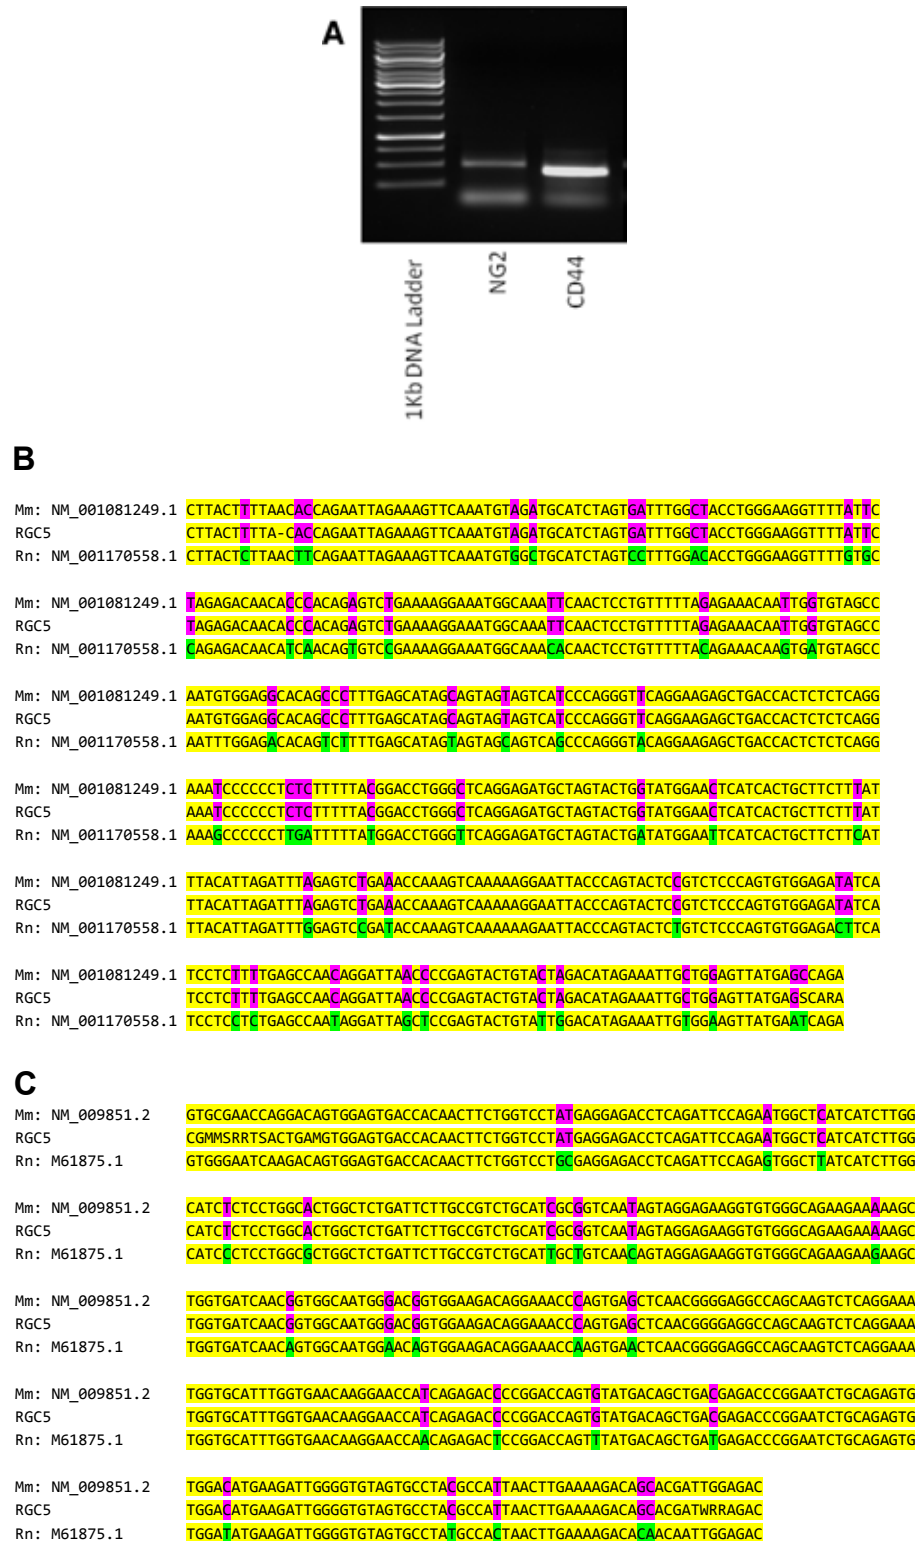 A
1Kb DNA Ladder
NG2
CD44
B
Mm: NM_001081249.1 CTTACTTTTAACACCAGAATTAGAAAGTTCAAATGTAGATGCATCTAGTGATTTGGCTACCTGGGAAGGTTTTATTC
RGC5 CTTACTTTTA-CACCAGAATTAGAAAGTTCAAATGTAGATGCATCTAGTGATTTGGCTACCTGGGAAGGTTTTATTC
Rn: NM_001170558.1 CTTACTCTTAACTTCAGAATTAGAAAGTTCAAATGTGGCTGCATCTAGTCCTTTGGACACCTGGGAAGGTTTTGTGC
Mm: NM_001081249.1 TAGAGACAACACCCACAGAGTCTGAAAAGGAAATGGCAAATTCAACTCCTGTTTTTAGAGAAACAATTGGTGTAGCC
RGC5 TAGAGACAACACCCACAGAGTCTGAAAAGGAAATGGCAAATTCAACTCCTGTTTTTAGAGAAACAATTGGTGTAGCC
Rn: NM_001170558.1 CAGAGACAACATCAACAGTGTCCGAAAAGGAAATGGCAAACACAACTCCTGTTTTTACAGAAACAAGTGATGTAGCC
Mm: NM_001081249.1 AATGTGGAGGCACAGCCCTTTGAGCATAGCAGTAGTAGTCATCCCAGGGTTCAGGAAGAGCTGACCACTCTCTCAGG
RGC5 AATGTGGAGGCACAGCCCTTTGAGCATAGCAGTAGTAGTCATCCCAGGGTTCAGGAAGAGCTGACCACTCTCTCAGG
Rn: NM_001170558.1 AATTTGGAGACACAGTCTTTTGAGCATAGTAGTAGCAGTCAGCCCAGGGTACAGGAAGAGCTGACCACTCTCTCAGG
Mm: NM_001081249.1 AAATCCCCCCTCTCTTTTTACGGACCTGGGCTCAGGAGATGCTAGTACTGGTATGGAACTCATCACTGCTTCTTTAT
RGC5 AAATCCCCCCTCTCTTTTTACGGACCTGGGCTCAGGAGATGCTAGTACTGGTATGGAACTCATCACTGCTTCTTTAT
Rn: NM_001170558.1 AAAGCCCCCCTTGATTTTTATGGACCTGGGTTCAGGAGATGCTAGTACTGATATGGAATTCATCACTGCTTCTTCAT
Mm: NM_001081249.1 TTACATTAGATTTAGAGTCTGAAACCAAAGTCAAAAAGGAATTACCCAGTACTCCGTCTCCCAGTGTGGAGATATCA
RGC5 TTACATTAGATTTAGAGTCTGAAACCAAAGTCAAAAAGGAATTACCCAGTACTCCGTCTCCCAGTGTGGAGATATCA
Rn: NM_001170558.1 TTACATTAGATTTGGAGTCCGATACCAAAGTCAAAAAAGAATTACCCAGTACTCTGTCTCCCAGTGTGGAGACTTCA
Mm: NM_001081249.1 TCCTCTTTTGAGCCAACAGGATTAACCCCCGAGTACTGTACTAGACATAGAAATTGCTGGAGTTATGAGCCAGA
RGC5 TCCTCTTTTGAGCCAACAGGATTAACCCCCGAGTACTGTACTAGACATAGAAATTGCTGGAGTTATGAGSCARA
Rn: NM_001170558.1 TCCTCCTCTGAGCCAATAGGATTAGCTCCGAGTACTGTATTGGACATAGAAATTGTGGAAGTTATGAATCAGA
C
Mm: NM_009851.2 GTGCGAACCAGGACAGTGGAGTGACCACAACTTCTGGTCCTATGAGGAGACCTCAGATTCCAGAATGGCTCATCATCTTGG
RGC5 CGMMSRRTSACTGAMGTGGAGTGACCACAACTTCTGGTCCTATGAGGAGACCTCAGATTCCAGAATGGCTCATCATCTTGG
Rn: M61875.1 GTGGGAATCAAGACAGTGGAGTGACCACAACTTCTGGTCCTGCGAGGAGACCTCAGATTCCAGAGTGGCTTATCATCTTGG
Mm: NM_009851.2 CATCTCTCCTGGCACTGGCTCTGATTCTTGCCGTCTGCATCGCGGTCAATAGTAGGAGAAGGTGTGGGCAGAAGAAAAAGC
RGC5 CATCTCTCCTGGCACTGGCTCTGATTCTTGCCGTCTGCATCGCGGTCAATAGTAGGAGAAGGTGTGGGCAGAAGAAAAAGC
Rn: M61875.1 CATCCCTCCTGGCGCTGGCTCTGATTCTTGCCGTCTGCATTGCTGTCAACAGTAGGAGAAGGTGTGGGCAGAAGAAGAAGC
Mm: NM_009851.2 TGGTGATCAACGGTGGCAATGGGACGGTGGAAGACAGGAAACCCAGTGAGCTCAACGGGGAGGCCAGCAAGTCTCAGGAAA
RGC5 TGGTGATCAACGGTGGCAATGGGACGGTGGAAGACAGGAAACCCAGTGAGCTCAACGGGGAGGCCAGCAAGTCTCAGGAAA
Rn: M61875.1 TGGTGATCAACAGTGGCAATGGAACAGTGGAAGACAGGAAACCAAGTGAACTCAACGGGGAGGCCAGCAAGTCTCAGGAAA
Mm: NM_009851.2 TGGTGCATTTGGTGAACAAGGAACCATCAGAGACCCCGGACCAGTGTATGACAGCTGACGAGACCCGGAATCTGCAGAGTG
RGC5 TGGTGCATTTGGTGAACAAGGAACCATCAGAGACCCCGGACCAGTGTATGACAGCTGACGAGACCCGGAATCTGCAGAGTG
Rn: M61875.1 TGGTGCATTTGGTGAACAAGGAACCAACAGAGACTCCGGACCAGTTTATGACAGCTGATGAGACCCGGAATCTGCAGAGTG
Mm: NM_009851.2 TGGACATGAAGATTGGGGTGTAGTGCCTACGCCATTAACTTGAAAAGACAGCACGATTGGAGAC
RGC5 TGGACATGAAGATTGGGGTGTAGTGCCTACGCCATTAACTTGAAAAGACAGCACGATWRRAGAC
Rn: M61875.1 TGGATATGAAGATTGGGGTGTAGTGCCTATGCCACTAACTTGAAAAGACACAACAATTGGAGAC